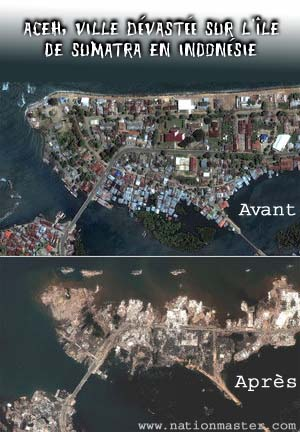 ACEH, VILLE DÉVASTÉE SUR L'ÎLE
DE SUMATRA EN INDONÉSIE
Avant
Après
www.nationmaster.com